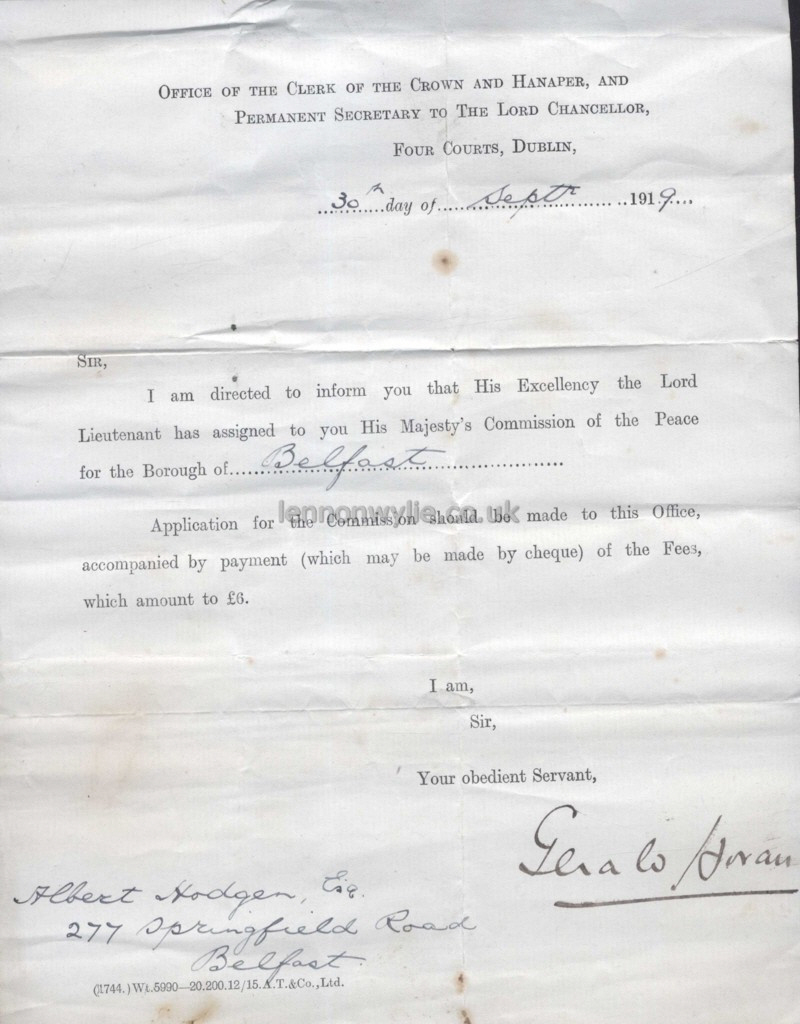 OFFICE OF THE CLERK OF THE CROWN AND HANAPER, AND
PERMANENT SECRETARY TO THE LORD CHANCELLOR,
FOUR COURTS, DUBLIN,
30th day of Septr 1919
SIR,
I am directed to inform you that His Excellency the Lord
Lieutenant has assigned to you His Majesty's Commission of the Peace
for the Borough of Belfast
lennonwylie.co.uk
Application for the Commission should be made to this Office,
accompanied by payment (which may be made by cheque) of the Fees,
which amount to £6.
I am,
Sir,
Your obedient Servant,
Gerald Horan
Albert Hodgen, Esq.
277 Springfield Road
Belfast.
(1744.) Wt.5990—20,200.12/15.A.T.&Co.,Ltd.